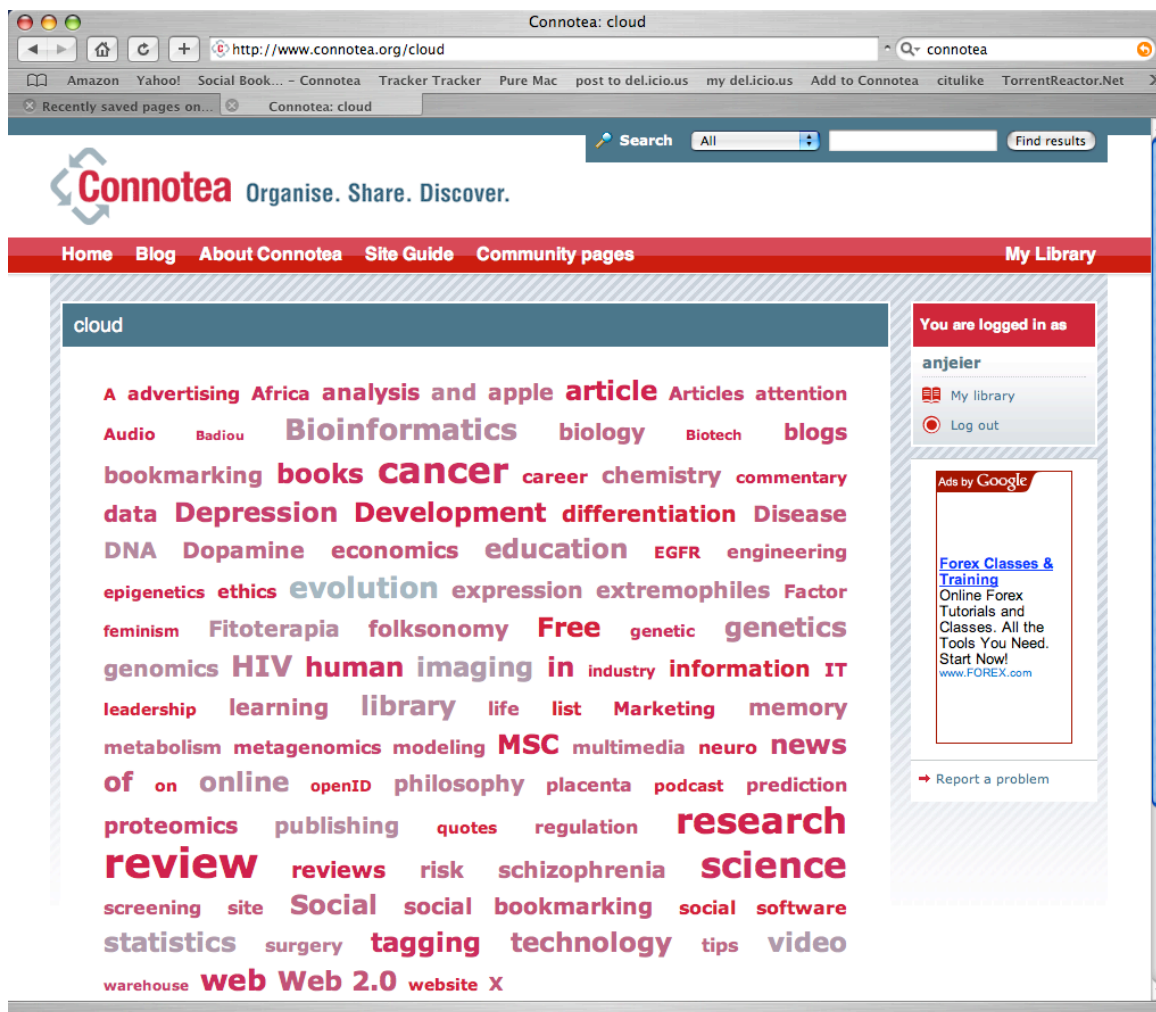 Connotea: cloud
http://www.connotea.org/cloud
connotea
Amazon Yahoo! Social Book... – Connotea Tracker Tracker Pure Mac post to del.icio.us my del.icio.us Add to Connotea citulike TorrentReactor.Net
Recently saved pages on... Connotea: cloud
Search All Find results
Connotea Organise. Share. Discover.
Home Blog About Connotea Site Guide Community pages My Library
cloud
A advertising Africa analysis and apple article Articles attention
Audio Badiou Bioinformatics biology Biotech blogs
bookmarking books cancer career chemistry commentary
data Depression Development differentiation Disease
DNA Dopamine economics education EGFR engineering
epigenetics ethics evolution expression extremophiles Factor
feminism Fitoterapia folksonomy Free genetic genetics
genomics HIV human imaging in industry information IT
leadership learning library life list Marketing memory
metabolism metagenomics modeling MSC multimedia neuro news
of on online openID philosophy placenta podcast prediction
proteomics publishing quotes regulation research
review reviews risk schizophrenia science
screening site Social social bookmarking social software
statistics surgery tagging technology tips video
warehouse web Web 2.0 website X
You are logged in as
anjeier
My library
Log out
Ads by Google
Forex Classes &
Training
Online Forex
Tutorials and
Classes. All the
Tools You Need.
Start Now!
www.FOREX.com
Report a problem